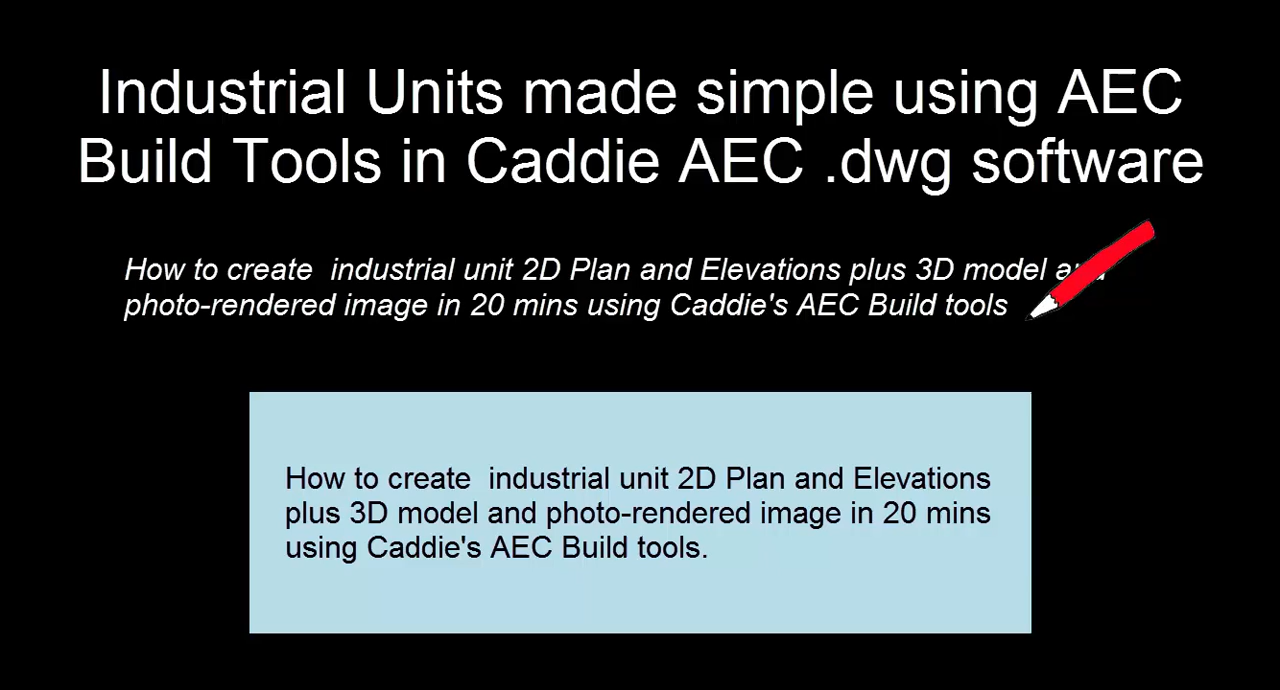 Industrial Units made simple using AEC
Build Tools in Caddie AEC .dwg software
How to create  industrial unit 2D Plan and Elevations plus 3D model and
photo-rendered image in 20 mins using Caddie's AEC Build tools
How to create  industrial unit 2D Plan and Elevations
plus 3D model and photo-rendered image in 20 mins
using Caddie's AEC Build tools.